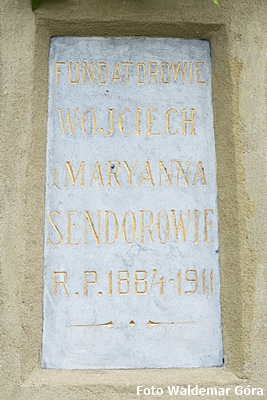 FUNDATOROWIE
WOJCIECH
i MARYANNA
SENDOROWIE
R.P.1884-1911
Foto Waldemar Góra